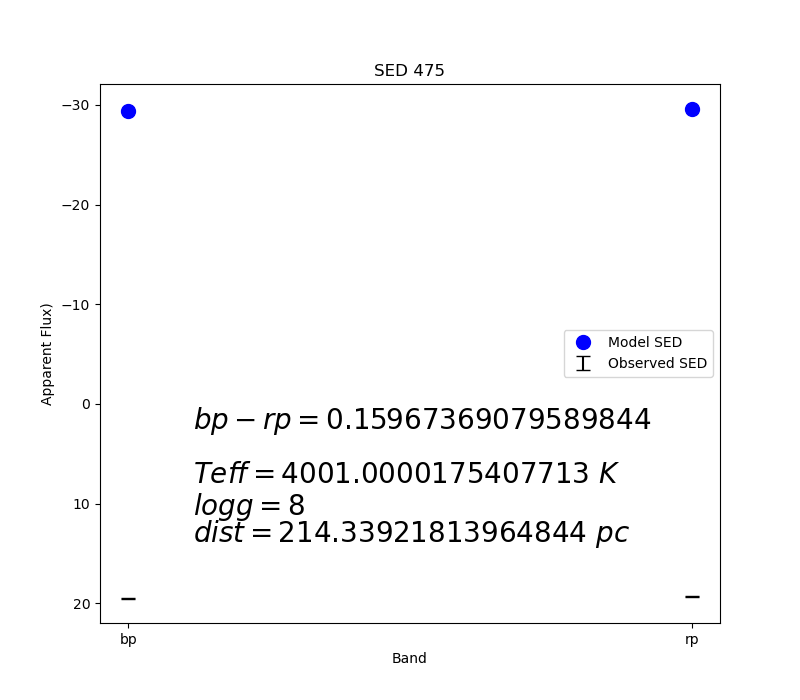 SED 475
−30
−20
−10
0
10
20
Apparent Flux)
Model SED
Observed SED
bp − rp = 0.15967369079589844
Teff = 4001.0000175407713 K
logg = 8
dist = 214.33921813964844 pc
bp
rp
Band